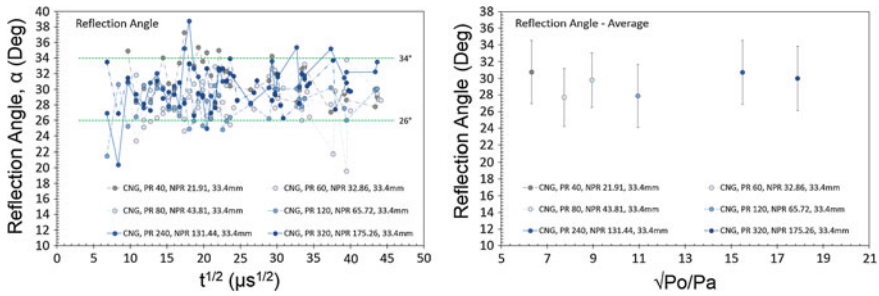 Reflection Angle
Reflection Angle, α (Deg)
40
38
36
34
32
30
28
26
24
22
20
18
16
14
12
10
34°
26°
CNG, PR 40, NPR 21.91, 33.4mm
CNG, PR 60, NPR 32.86, 33.4mm
CNG, PR 80, NPR 43.81, 33.4mm
CNG, PR 120, NPR 65.72, 33.4mm
CNG, PR 240, NPR 131.44, 33.4mm
CNG, PR 320, NPR 175.26, 33.4mm
0 5 10 15 20 25 30 35 40 45 50
t^1/2 (µs^1/2)
Reflection Angle - Average
Reflection Angle (Deg)
38
36
34
32
30
28
26
24
22
20
18
16
14
12
10
CNG, PR 40, NPR 21.91, 33.4mm
CNG, PR 60, NPR 32.86, 33.4mm
CNG, PR 80, NPR 43.81, 33.4mm
CNG, PR 120, NPR 65.72, 33.4mm
CNG, PR 240, NPR 131.44, 33.4mm
CNG, PR 320, NPR 175.26, 33.4mm
5 7 9 11 13 15 17 19 21
√Po/Pa